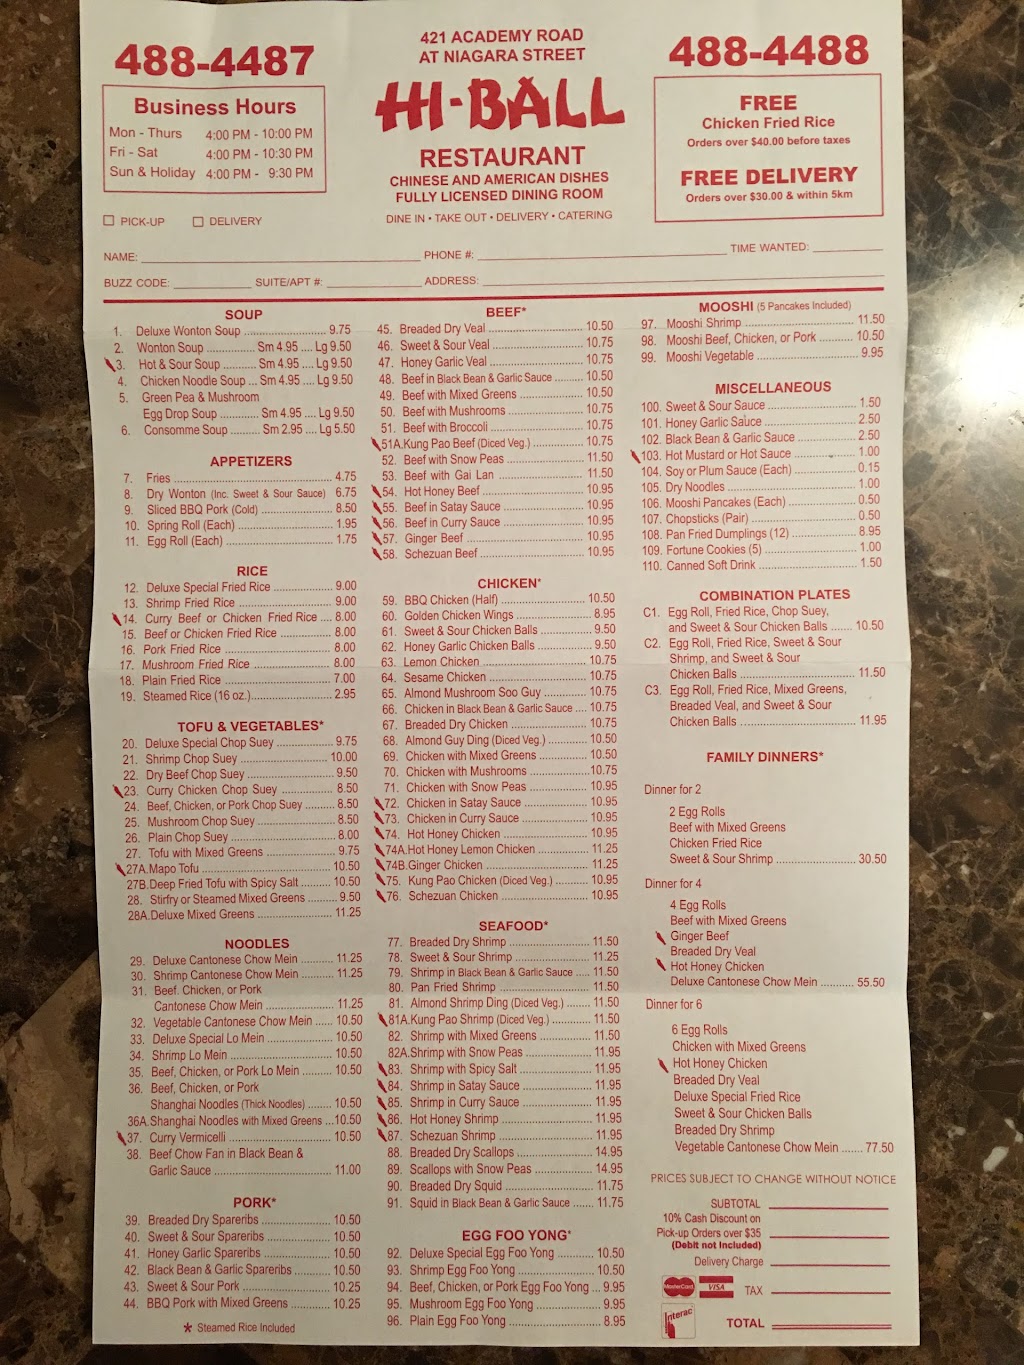 488-4487
Business Hours
Mon - Thurs 4:00 PM - 10:00 PM
Fri - Sat 4:00 PM - 10:30 PM
Sun & Holiday 4:00 PM - 9:30 PM
PICK-UP DELIVERY
421 ACADEMY ROAD
AT NIAGARA STREET
HI-BALL
RESTAURANT
CHINESE AND AMERICAN DISHES
FULLY LICENSED DINING ROOM
DINE IN • TAKE OUT • DELIVERY • CATERING
488-4488
FREE
Chicken Fried Rice
Orders over $40.00 before taxes
FREE DELIVERY
Orders over $30.00 & within 5km
NAME: PHONE #: TIME WANTED:
BUZZ CODE: SUITE/APT #: ADDRESS:
SOUP
1. Deluxe Wonton Soup 9.75
2. Wonton Soup Sm 4.95 Lg 9.50
3. Hot & Sour Soup Sm 4.95 Lg 9.50
4. Chicken Noodle Soup Sm 4.95 Lg 9.50
5. Green Pea & Mushroom
Egg Drop Soup Sm 4.95 Lg 9.50
6. Consomme Soup Sm 2.95 Lg 5.50
APPETIZERS
7. Fries 4.75
8. Dry Wonton (Inc. Sweet & Sour Sauce) 6.75
9. Sliced BBQ Pork (Cold) 8.50
10. Spring Roll (Each) 1.95
11. Egg Roll (Each) 1.75
RICE
12. Deluxe Special Fried Rice 9.00
13. Shrimp Fried Rice 9.00
14. Curry Beef or Chicken Fried Rice 8.00
15. Beef or Chicken Fried Rice 8.00
16. Pork Fried Rice 8.00
17. Mushroom Fried Rice 8.00
18. Plain Fried Rice 7.00
19. Steamed Rice (16 oz.) 2.95
TOFU & VEGETABLES*
20. Deluxe Special Chop Suey 9.75
21. Shrimp Chop Suey 10.00
22. Dry Beef Chop Suey 9.50
23. Curry Chicken Chop Suey 8.50
24. Beef, Chicken, or Pork Chop Suey 8.50
25. Mushroom Chop Suey 8.50
26. Plain Chop Suey 8.00
27. Tofu with Mixed Greens 9.75
27A. Mapo Tofu 10.50
27B. Deep Fried Tofu with Spicy Salt 10.50
28. Stirfry or Steamed Mixed Greens 9.50
28A. Deluxe Mixed Greens 11.25
NOODLES
29. Deluxe Cantonese Chow Mein 11.25
30. Shrimp Cantonese Chow Mein 11.25
31. Beef, Chicken, or Pork
Cantonese Chow Mein 11.25
32. Vegetable Cantonese Chow Mein 10.50
33. Deluxe Special Lo Mein 10.50
34. Shrimp Lo Mein 10.50
35. Beef, Chicken, or Pork Lo Mein 10.50
36. Beef, Chicken, or Pork
Shanghai Noodles (Thick Noodles) 10.50
36A. Shanghai Noodles with Mixed Greens 10.50
37. Curry Vermicelli 10.50
38. Beef Chow Fan in Black Bean &
Garlic Sauce 11.00
PORK*
39. Breaded Dry Spareribs 10.50
40. Sweet & Sour Spareribs 10.50
41. Honey Garlic Spareribs 10.50
42. Black Bean & Garlic Spareribs 10.50
43. Sweet & Sour Pork 10.25
44. BBQ Pork with Mixed Greens 10.25
* Steamed Rice Included
BEEF*
45. Breaded Dry Veal 10.50
46. Sweet & Sour Veal 10.75
47. Honey Garlic Veal 10.75
48. Beef in Black Bean & Garlic Sauce 10.50
49. Beef with Mixed Greens 10.50
50. Beef with Mushrooms 10.75
51. Beef with Broccoli 10.75
51A. Kung Pao Beef (Diced Veg.) 10.75
52. Beef with Snow Peas 11.50
53. Beef with Gai Lan 11.50
54. Hot Honey Beef 10.95
55. Beef in Satay Sauce 10.95
56. Beef in Curry Sauce 10.95
57. Ginger Beef 10.95
58. Schezuan Beef 10.95
CHICKEN*
59. BBQ Chicken (Half) 10.50
60. Golden Chicken Wings 8.95
61. Sweet & Sour Chicken Balls 9.50
62. Honey Garlic Chicken Balls 9.50
63. Lemon Chicken 10.75
64. Sesame Chicken 10.75
65. Almond Mushroom Soo Guy 10.75
66. Chicken in Black Bean & Garlic Sauce 10.75
67. Breaded Dry Chicken 10.75
68. Almond Guy Ding (Diced Veg.) 10.50
69. Chicken with Mixed Greens 10.50
70. Chicken with Mushrooms 10.75
71. Chicken with Snow Peas 10.95
72. Chicken in Satay Sauce 10.95
73. Chicken in Curry Sauce 10.95
74. Hot Honey Chicken 10.95
74A. Hot Honey Lemon Chicken 11.25
74B. Ginger Chicken 11.25
75. Kung Pao Chicken (Diced Veg.) 10.95
76. Schezuan Chicken 10.95
SEAFOOD*
77. Breaded Dry Shrimp 11.50
78. Sweet & Sour Shrimp 11.25
79. Shrimp in Black Bean & Garlic Sauce 11.50
80. Pan Fried Shrimp 11.50
81. Almond Shrimp Ding (Diced Veg.) 11.50
81A. Kung Pao Shrimp (Diced Veg.) 11.50
82. Shrimp with Mixed Greens 11.50
82A. Shrimp with Snow Peas 11.95
83. Shrimp with Spicy Salt 11.95
84. Shrimp in Satay Sauce 11.95
85. Shrimp in Curry Sauce 11.95
86. Hot Honey Shrimp 11.95
87. Schezuan Shrimp 11.95
88. Breaded Dry Scallops 14.95
89. Scallops with Snow Peas 14.95
90. Breaded Dry Squid 11.75
91. Squid in Black Bean & Garlic Sauce 11.75
EGG FOO YONG*
92. Deluxe Special Egg Foo Yong 10.50
93. Shrimp Egg Foo Yong 10.50
94. Beef, Chicken, or Pork Egg Foo Yong 9.95
95. Mushroom Egg Foo Yong 9.95
96. Plain Egg Foo Yong 8.95
MOOSHI (5 Pancakes Included)
97. Mooshi Shrimp 11.50
98. Mooshi Beef, Chicken, or Pork 10.50
99. Mooshi Vegetable 9.95
MISCELLANEOUS
100. Sweet & Sour Sauce 1.50
101. Honey Garlic Sauce 2.50
102. Black Bean & Garlic Sauce 2.50
103. Hot Mustard or Hot Sauce 1.00
104. Soy or Plum Sauce (Each) 0.15
105. Dry Noodles 1.00
106. Mooshi Pancakes (Each) 0.50
107. Chopsticks (Pair) 0.50
108. Pan Fried Dumplings (12) 8.95
109. Fortune Cookies (5) 1.00
110. Canned Soft Drink 1.50
COMBINATION PLATES
C1. Egg Roll, Fried Rice, Chop Suey,
and Sweet & Sour Chicken Balls 10.50
C2. Egg Roll, Fried Rice, Sweet & Sour
Shrimp, and Sweet & Sour
Chicken Balls 11.50
C3. Egg Roll, Fried Rice, Mixed Greens,
Breaded Veal, and Sweet & Sour
Chicken Balls 11.95
FAMILY DINNERS*
Dinner for 2
2 Egg Rolls
Beef with Mixed Greens
Chicken Fried Rice
Sweet & Sour Shrimp 30.50
Dinner for 4
4 Egg Rolls
Beef with Mixed Greens
Ginger Beef
Breaded Dry Veal
Hot Honey Chicken
Deluxe Cantonese Chow Mein 55.50
Dinner for 6
6 Egg Rolls
Chicken with Mixed Greens
Hot Honey Chicken
Breaded Dry Veal
Deluxe Special Fried Rice
Sweet & Sour Chicken Balls
Breaded Dry Shrimp
Vegetable Cantonese Chow Mein 77.50
PRICES SUBJECT TO CHANGE WITHOUT NOTICE
SUBTOTAL
10% Cash Discount on
Pick-up Orders over $35
(Debit not Included)
Delivery Charge
MasterCard VISA TAX
Interac TOTAL